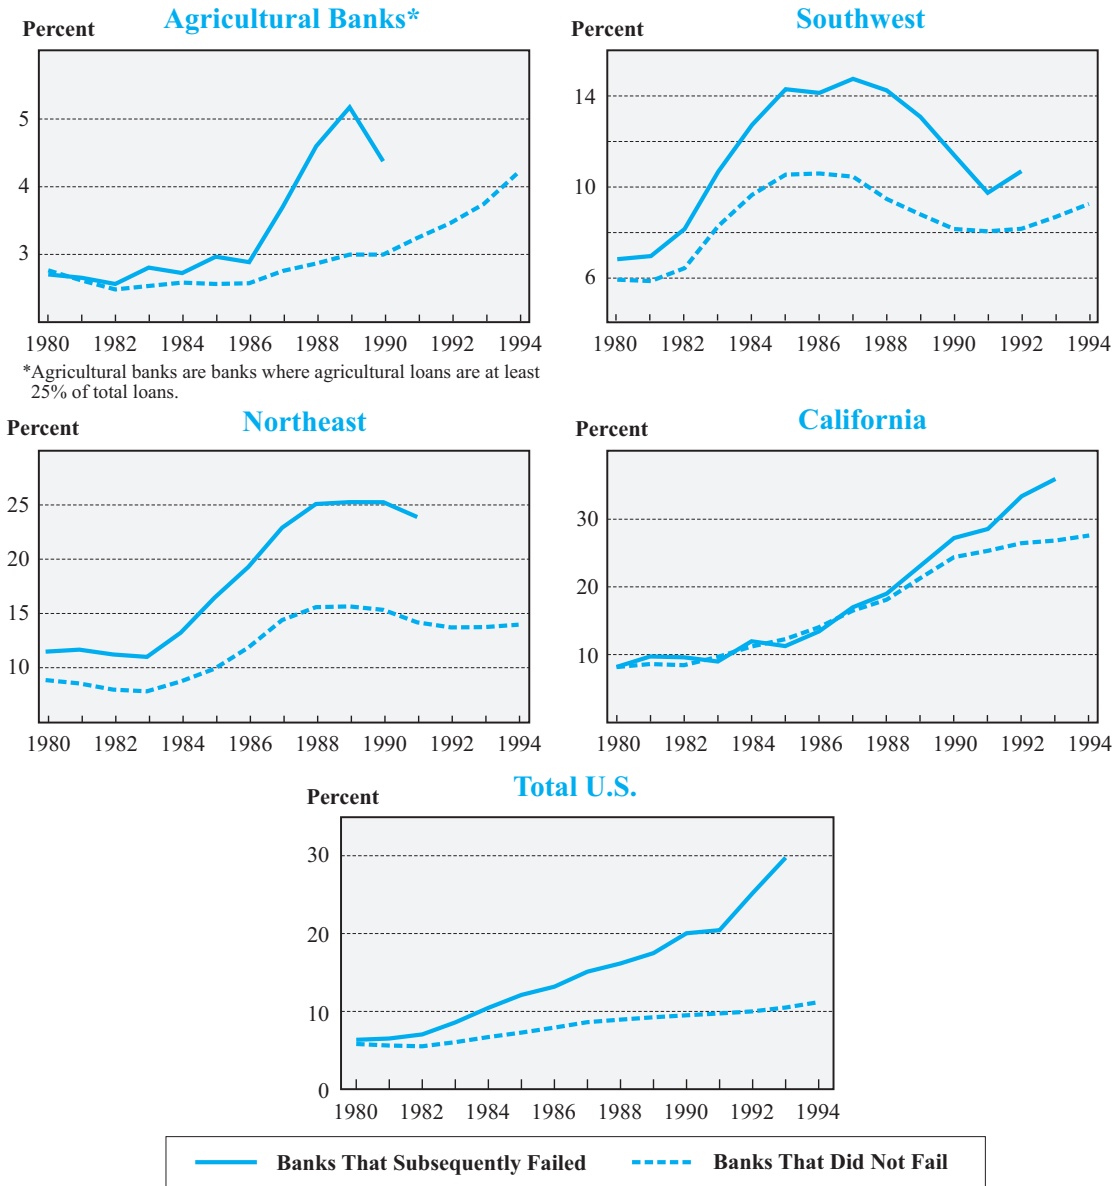 Agricultural Banks*
Percent
5
4
3
1980 1982 1984 1986 1988 1990 1992 1994
*Agricultural banks are banks where agricultural loans are at least
25% of total loans.
Southwest
Percent
14
10
6
1980 1982 1984 1986 1988 1990 1992 1994
Northeast
Percent
25
20
15
10
1980 1982 1984 1986 1988 1990 1992 1994
California
Percent
30
20
10
1980 1982 1984 1986 1988 1990 1992 1994
Total U.S.
Percent
30
20
10
0
1980 1982 1984 1986 1988 1990 1992 1994
Banks That Subsequently Failed Banks That Did Not Fail